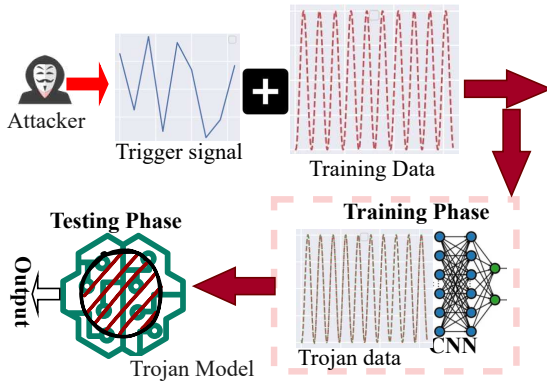 Attacker
Trigger signal
Training Data
Training Phase
Trojan data
CNN
Testing Phase
Trojan Model
Output